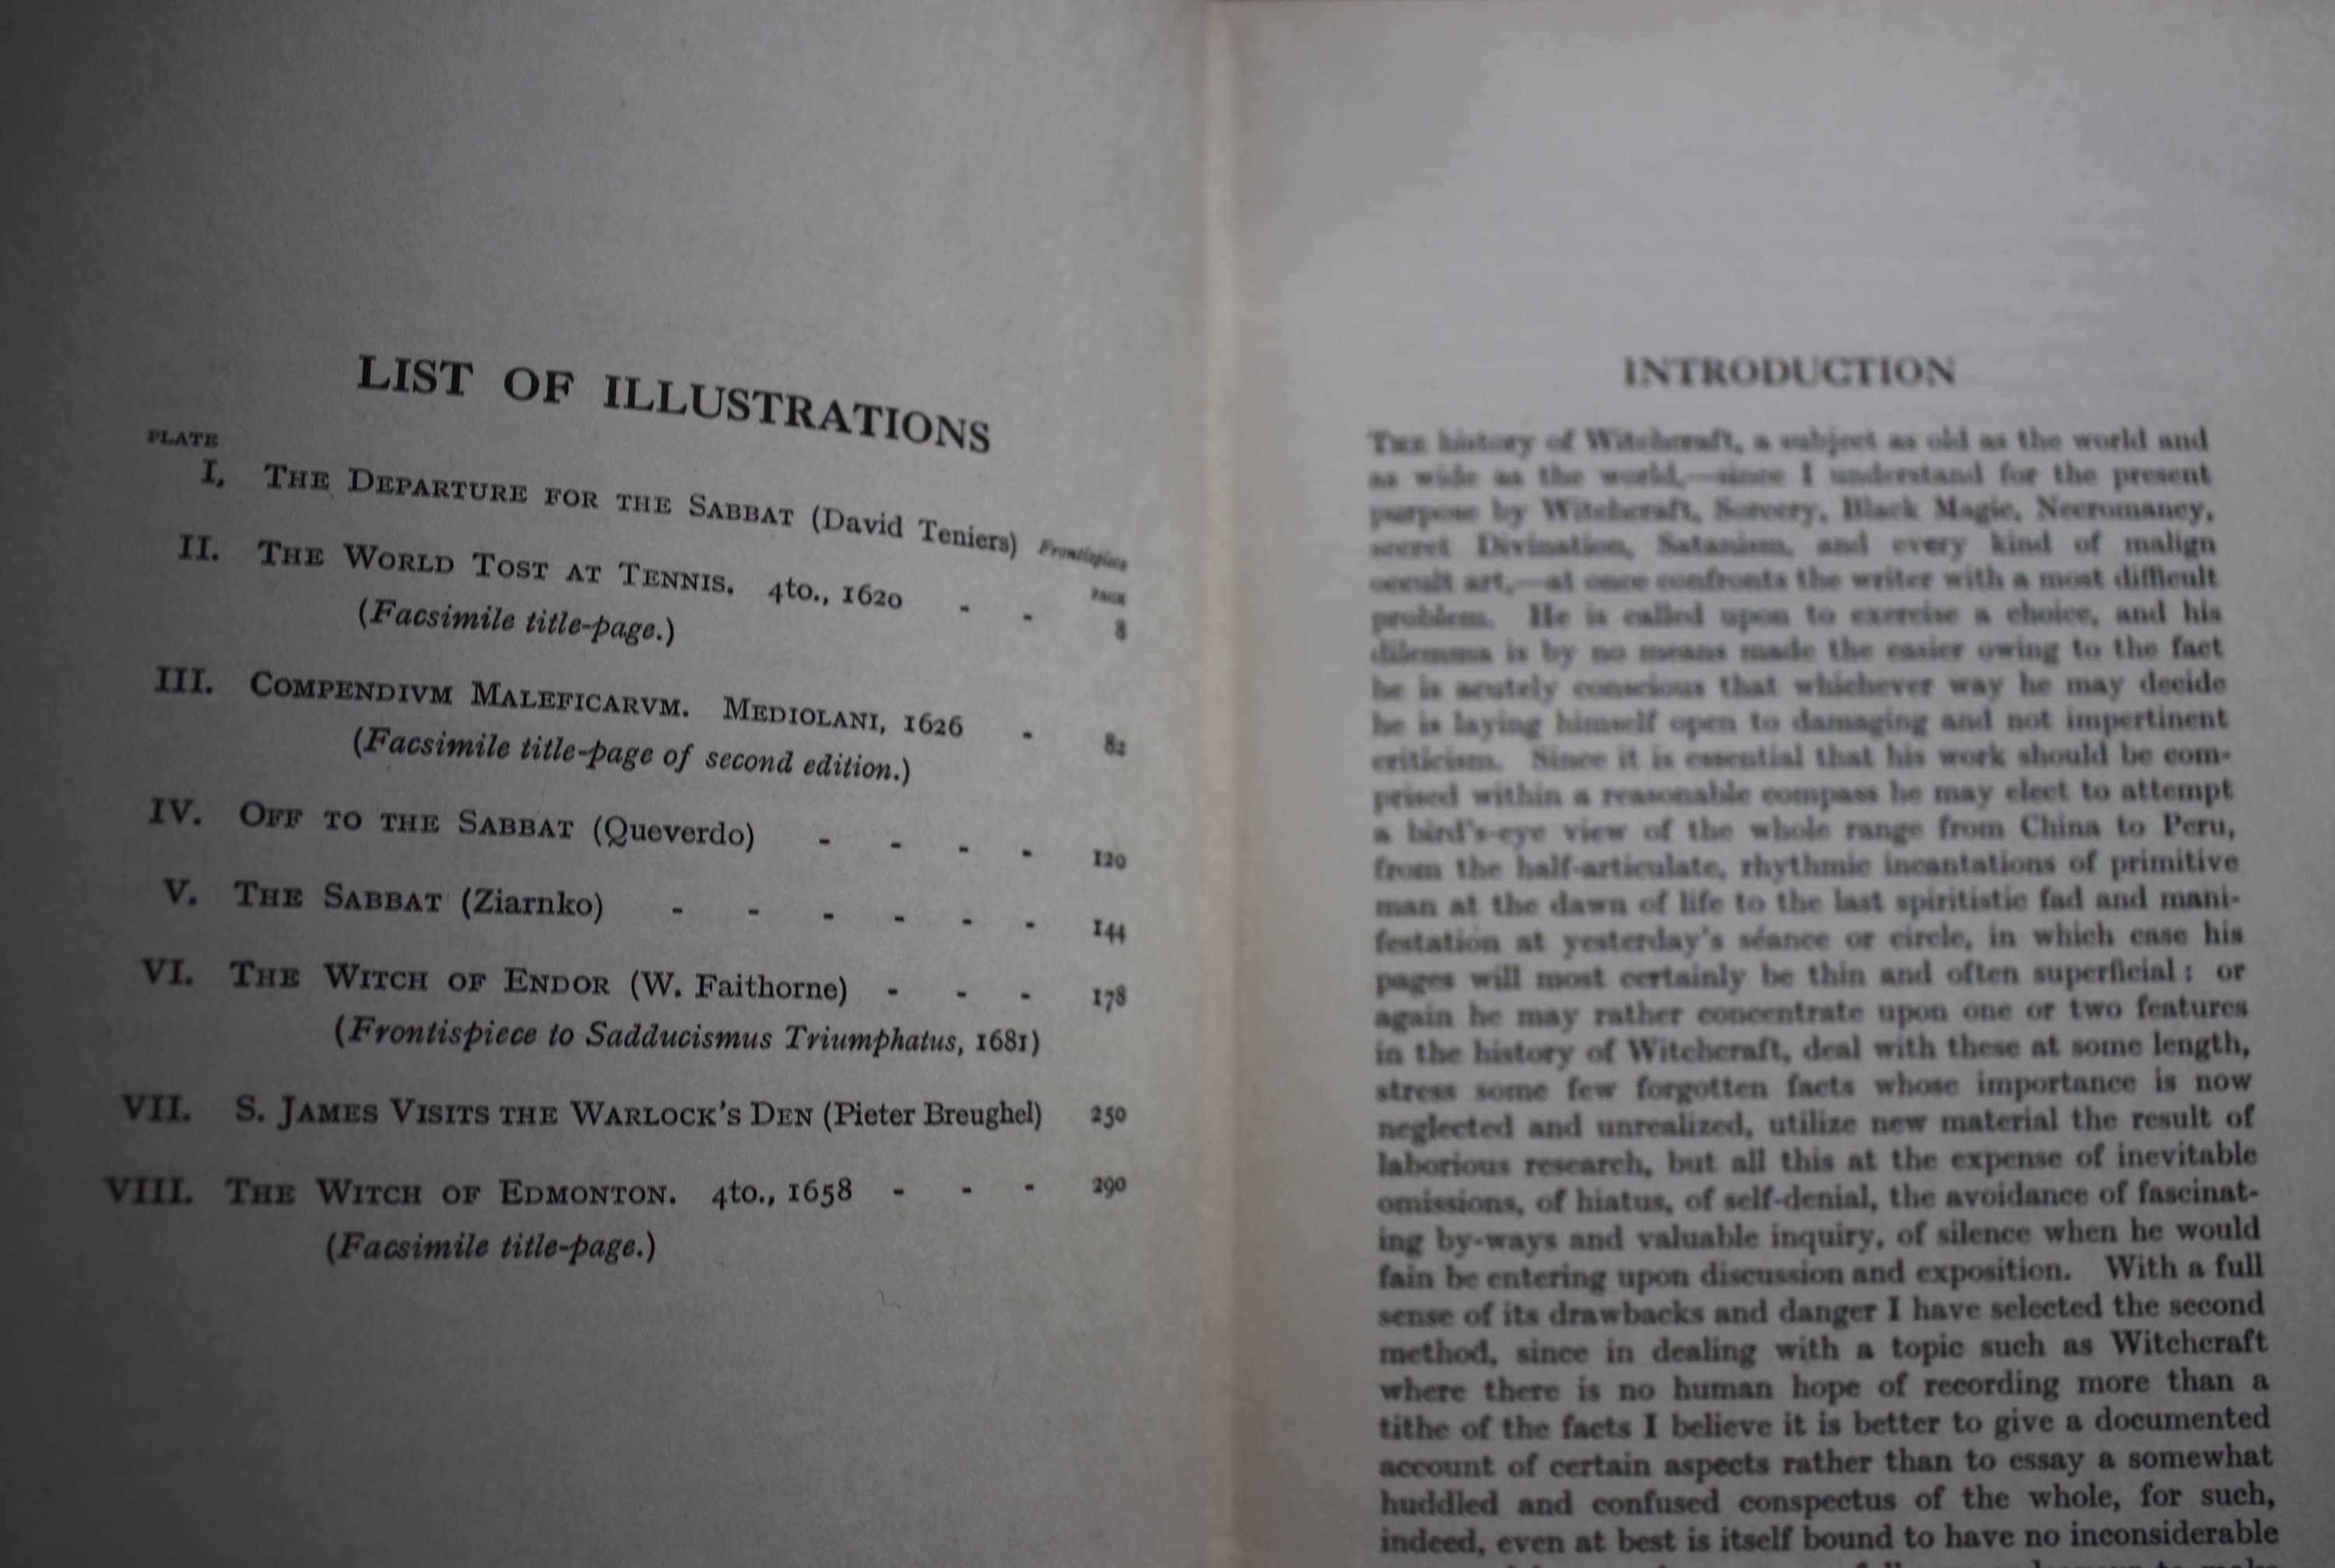 LIST OF ILLUSTRATIONS
PLATE
I. THE DEPARTURE FOR THE SABBAT (David Teniers) Frontispiece
PAGE
II. THE WORLD TOST AT TENNIS. 4to., 1620 - - 8
(Facsimile title-page.)
III. COMPENDIVM MALEFICARVM. MEDIOLANI, 1626 - 82
(Facsimile title-page of second edition.)
IV. OFF TO THE SABBAT (Queverdo) - - - - 120
V. THE SABBAT (Ziarnko) - - - - - - 144
VI. THE WITCH OF ENDOR (W. Faithorne) - - - 178
(Frontispiece to Sadducismus Triumphatus, 1681)
VII. S. JAMES VISITS THE WARLOCK'S DEN (Pieter Breughel) 250
VIII. THE WITCH OF EDMONTON. 4to., 1658 - - - 290
(Facsimile title-page.)
INTRODUCTION
THE history of Witchcraft, a subject as old as the world and
as wide as the world,—since I understand for the present
purpose by Witchcraft, Sorcery, Black Magic, Necromancy,
secret Divination, Satanism, and every kind of malign
occult art,—at once confronts the writer with a most difficult
problem. He is called upon to exercise a choice, and his
dilemma is by no means made the easier owing to the fact
he is acutely conscious that whichever way he may decide
he is laying himself open to damaging and not impertinent
criticism. Since it is essential that his work should be com-
prised within a reasonable compass he may elect to attempt
a bird's-eye view of the whole range from China to Peru,
from the half-articulate, rhythmic incantations of primitive
man at the dawn of life to the last spiritistic fad and mani-
festation at yesterday's séance or circle, in which case his
pages will most certainly be thin and often superficial : or
again he may rather concentrate upon one or two features
in the history of Witchcraft, deal with these at some length,
stress some few forgotten facts whose importance is now
neglected and unrealized, utilize new material the result of
laborious research, but all this at the expense of inevitable
omissions, of hiatus, of self-denial, the avoidance of fascinat-
ing by-ways and valuable inquiry, of silence when he would
fain be entering upon discussion and exposition. With a full
sense of its drawbacks and danger I have selected the second
method, since in dealing with a topic such as Witchcraft
where there is no human hope of recording more than a
tithe of the facts I believe it is better to give a documented
account of certain aspects rather than to essay a somewhat
huddled and confused conspectus of the whole, for such,
indeed, even at best is itself bound to have no inconsiderable